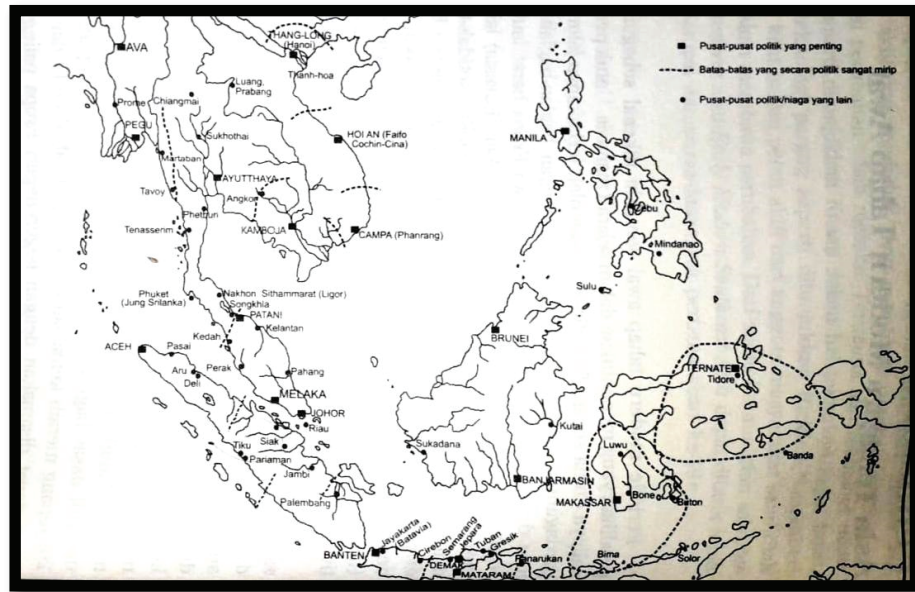 AVA
THANG-LONG
(Hanoi)
Pusat-pusat politik yang penting
Thanh-hoa
Batas-batas yang secara politik sangat mirip
Luang,
Prabang
Prome
Chiangmai
Pusat-pusat politik/niaga yang lain
PEGU
Sukhothai
HOI AN (Faifo
Cochin-Cina)
MANILA
Martaban
AYUTTHAYA
Tavoy
Angkor
Phetburi
Cebu
Tenasserim
KAMBOJA
CAMPA (Phanrang)
Mindanao
Sulu
Phuket
(Jung Srilanka)
Nakhon Sithammarat (Ligor)
Songkhla
PATANI
Kelantan
Kedah
BRUNEI
ACEH
Pasai
Aru
Deli
Perak
Pahang
TERNATE
Tidore
MELAKA
JOHOR
Riau
Kutai
Siak
Tiku
Pariaman
Sukadana
Luwu
Banda
Jambi
Palembang
BANJARMASIN
MAKASSAR
Bone
Buton
Jayakarta
(Batavia)
BANTEN
Cirebon
Semarang
Jepara
Tuban
Gresik
DEMAK
Panarukan
MATARAM
Bima
Solor